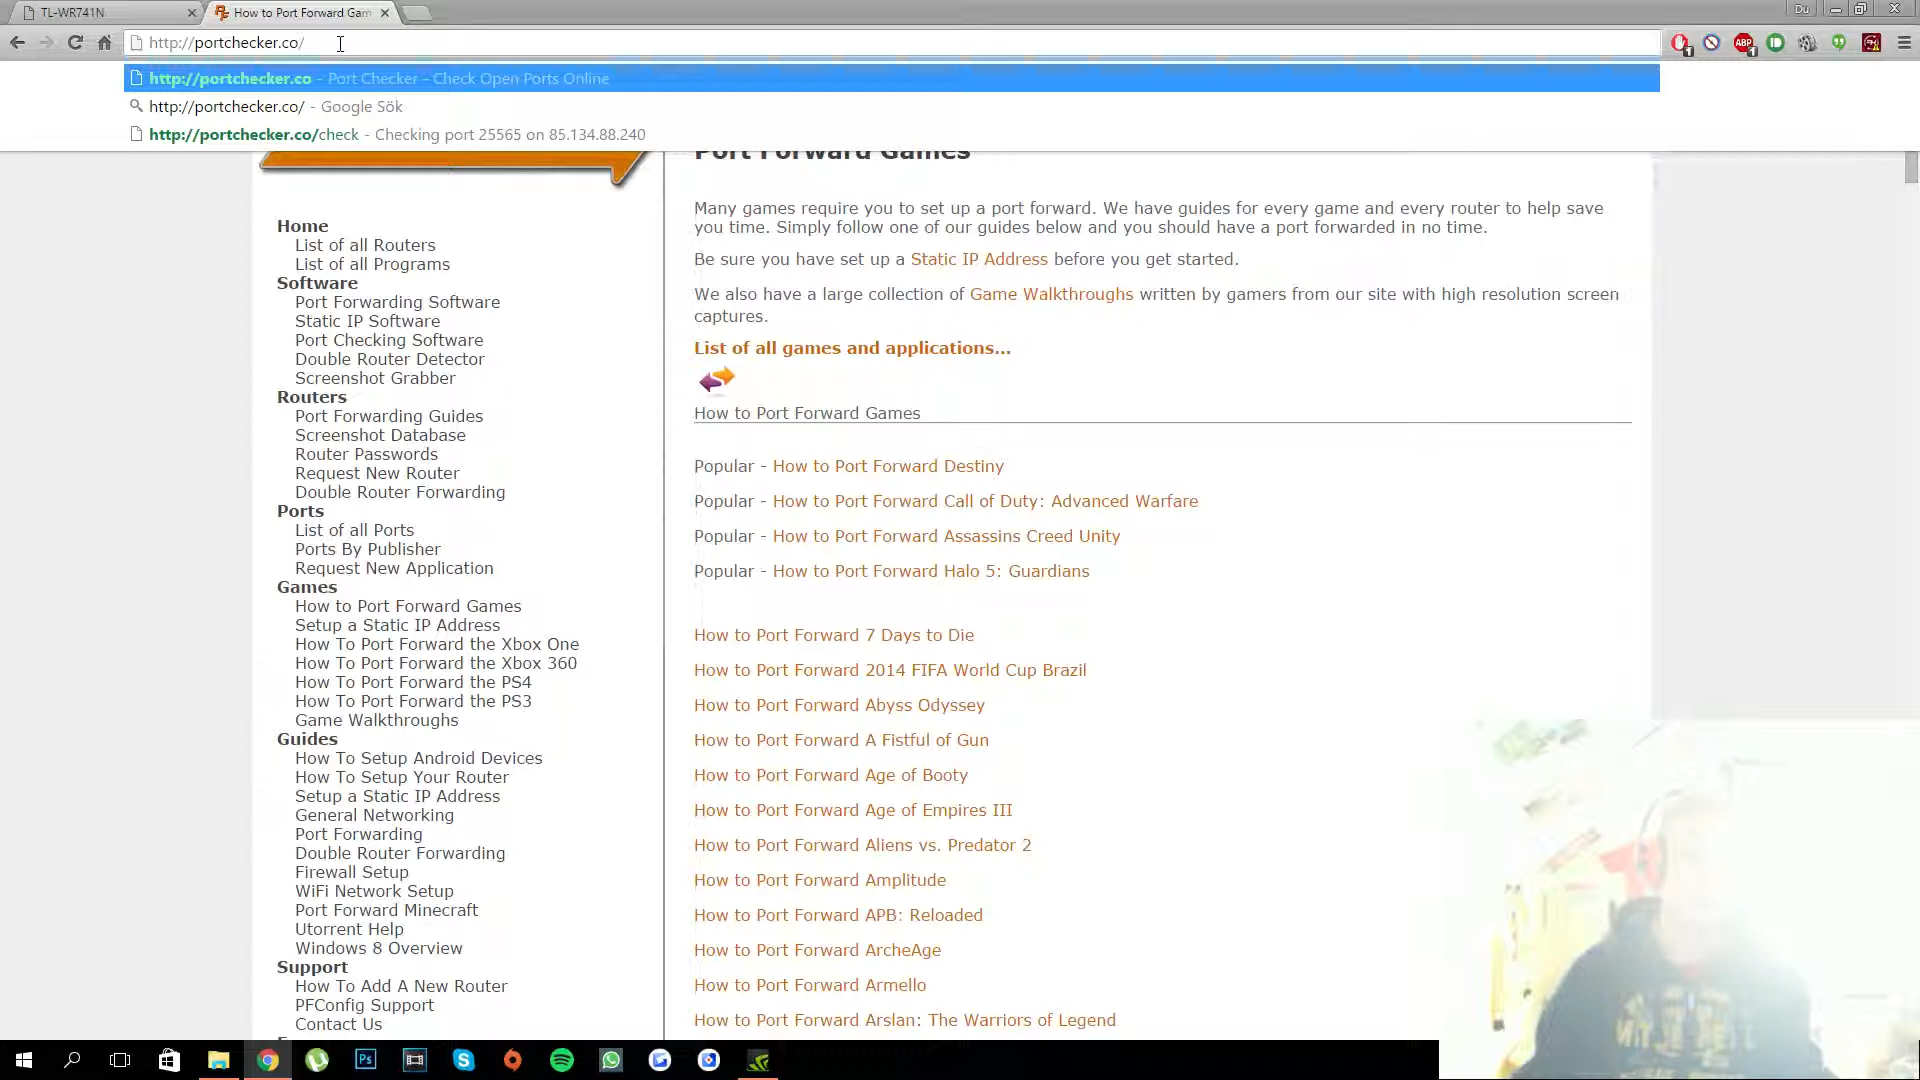 TL-WR741N
How to Port Forward Gam
Du
http://portchecker.co/
http://portchecker.co - Port Checker - Check Open Ports Online
http://portchecker.co/ - Google Sök
http://portchecker.co/check - Checking port 25565 on 85.134.88.240
Port Forward Games
Many games require you to set up a port forward. We have guides for every game and every router to help save
you time. Simply follow one of our guides below and you should have a port forwarded in no time.
Be sure you have set up a Static IP Address before you get started.
We also have a large collection of Game Walkthroughs written by gamers from our site with high resolution screen
captures.
List of all games and applications...
How to Port Forward Games
Popular - How to Port Forward Destiny
Popular - How to Port Forward Call of Duty: Advanced Warfare
Popular - How to Port Forward Assassins Creed Unity
Popular - How to Port Forward Halo 5: Guardians
How to Port Forward 7 Days to Die
How to Port Forward 2014 FIFA World Cup Brazil
How to Port Forward Abyss Odyssey
How to Port Forward A Fistful of Gun
How to Port Forward Age of Booty
How to Port Forward Age of Empires III
How to Port Forward Aliens vs. Predator 2
How to Port Forward Amplitude
How to Port Forward APB: Reloaded
How to Port Forward ArcheAge
How to Port Forward Armello
How to Port Forward Arslan: The Warriors of Legend
Home
List of all Routers
List of all Programs
Software
Port Forwarding Software
Static IP Software
Port Checking Software
Double Router Detector
Screenshot Grabber
Routers
Port Forwarding Guides
Screenshot Database
Router Passwords
Request New Router
Double Router Forwarding
Ports
List of all Ports
Ports By Publisher
Request New Application
Games
How to Port Forward Games
Setup a Static IP Address
How To Port Forward the Xbox One
How To Port Forward the Xbox 360
How To Port Forward the PS4
How To Port Forward the PS3
Game Walkthroughs
Guides
How To Setup Android Devices
How To Setup Your Router
Setup a Static IP Address
General Networking
Port Forwarding
Double Router Forwarding
Firewall Setup
WiFi Network Setup
Port Forward Minecraft
Utorrent Help
Windows 8 Overview
Support
How To Add A New Router
PFConfig Support
Contact Us
ABP
Ps